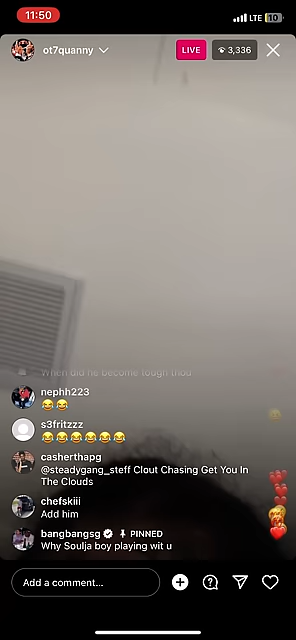 11:50
LTE 10
ot7quanny
LIVE
3,336
When did he become tough thou
nephh223
😂😂
s3fritzzz
😂😂😂😂😂😂
casherthapg
@steadygang_steff Clout Chasing Get You In
The Clouds
chefskiii
Add him
bangbangsg PINNED
Why Soulja boy playing wit u
Add a comment...